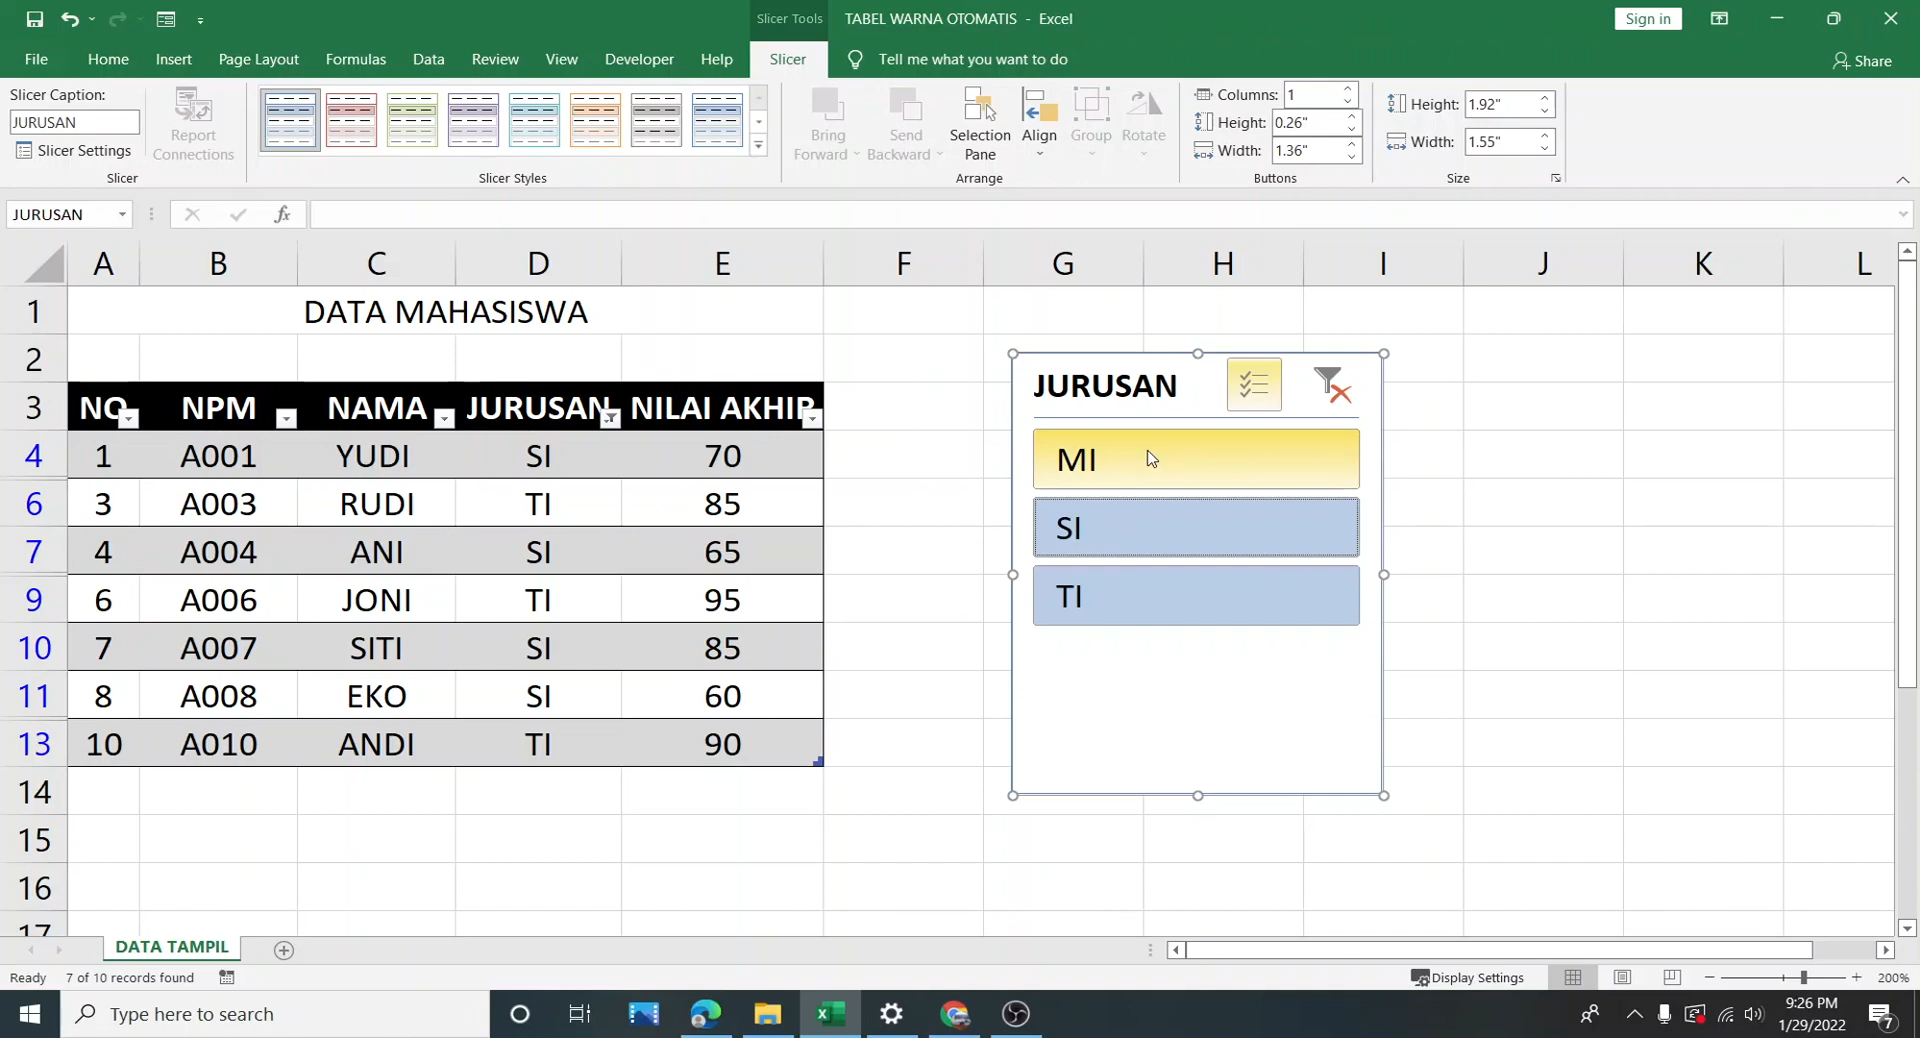 Slicer Tools
TABEL WARNA OTOMATIS - Excel
Sign in
File Home Insert Page Layout Formulas Data Review View Developer Help Slicer Tell me what you want to do Share
Slicer Caption:
JURUSAN
Slicer Settings
Report Connections
Slicer
Slicer Styles
Bring Forward
Send Backward
Selection Pane
Align
Group
Rotate
Arrange
Columns: 1
Height: 0.26"
Width: 1.36"
Buttons
Height: 1.92"
Width: 1.55"
Size
JURUSAN fx
A B C D E F G H I J K L
1 DATA MAHASISWA
2
3 NO NPM NAMA JURUSAN NILAI AKHIR
4 1 A001 YUDI SI 70
6 3 A003 RUDI TI 85
7 4 A004 ANI SI 65
9 6 A006 JONI TI 95
10 7 A007 SITI SI 85
11 8 A008 EKO SI 60
13 10 A010 ANDI TI 90
14
15
16
17
JURUSAN
MI
SI
TI
DATA TAMPIL
Ready 7 of 10 records found Display Settings 200%
Type here to search
9:26 PM
1/29/2022
7